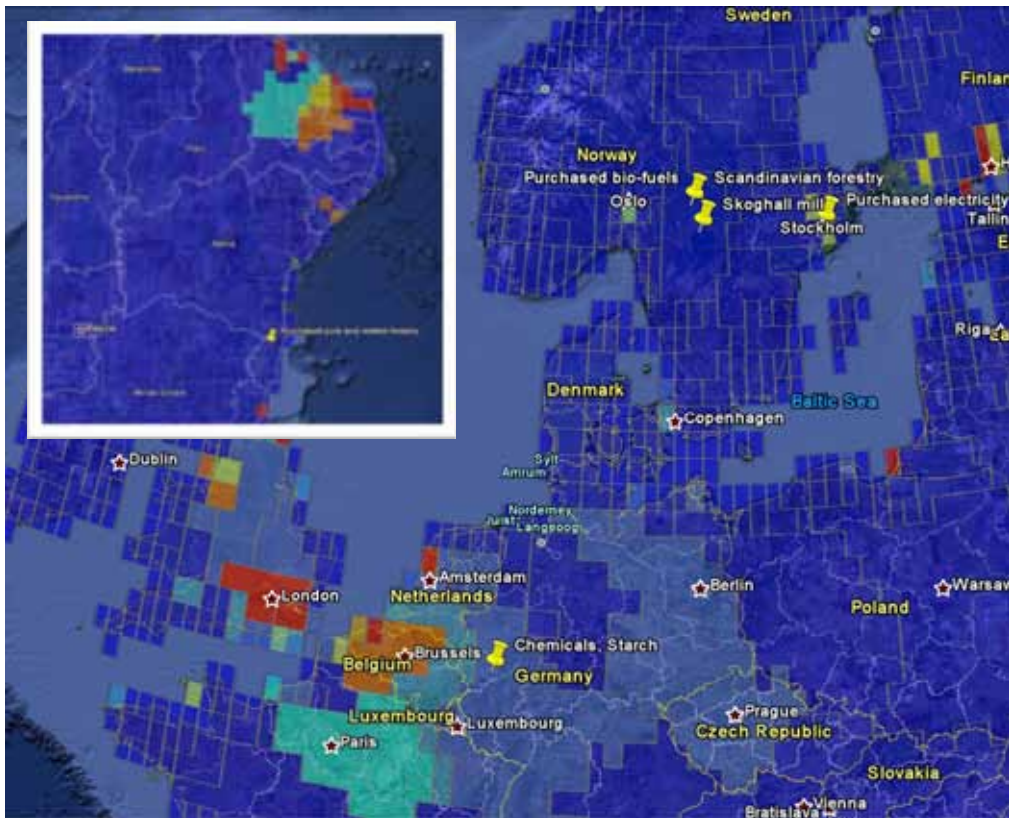 Sweden
Finlan
Norway
Purchased bio-fuels
Scandinavian forestry
Oslo
Skoghall mill
Purchased electricity
Stockholm
Tallin
E
Riga
Denmark
Baltic Sea
Copenhagen
Dublin
Sylt
Amrum
Norderney
Juist
Langeoog
Amsterdam
Netherlands
London
Berlin
Warsaw
Poland
Brussels
Belgium
Chemicals, Starch
Germany
Luxembourg
Luxembourg
Paris
Prague
Czech Republic
Slovakia
Vienna
Bratislava